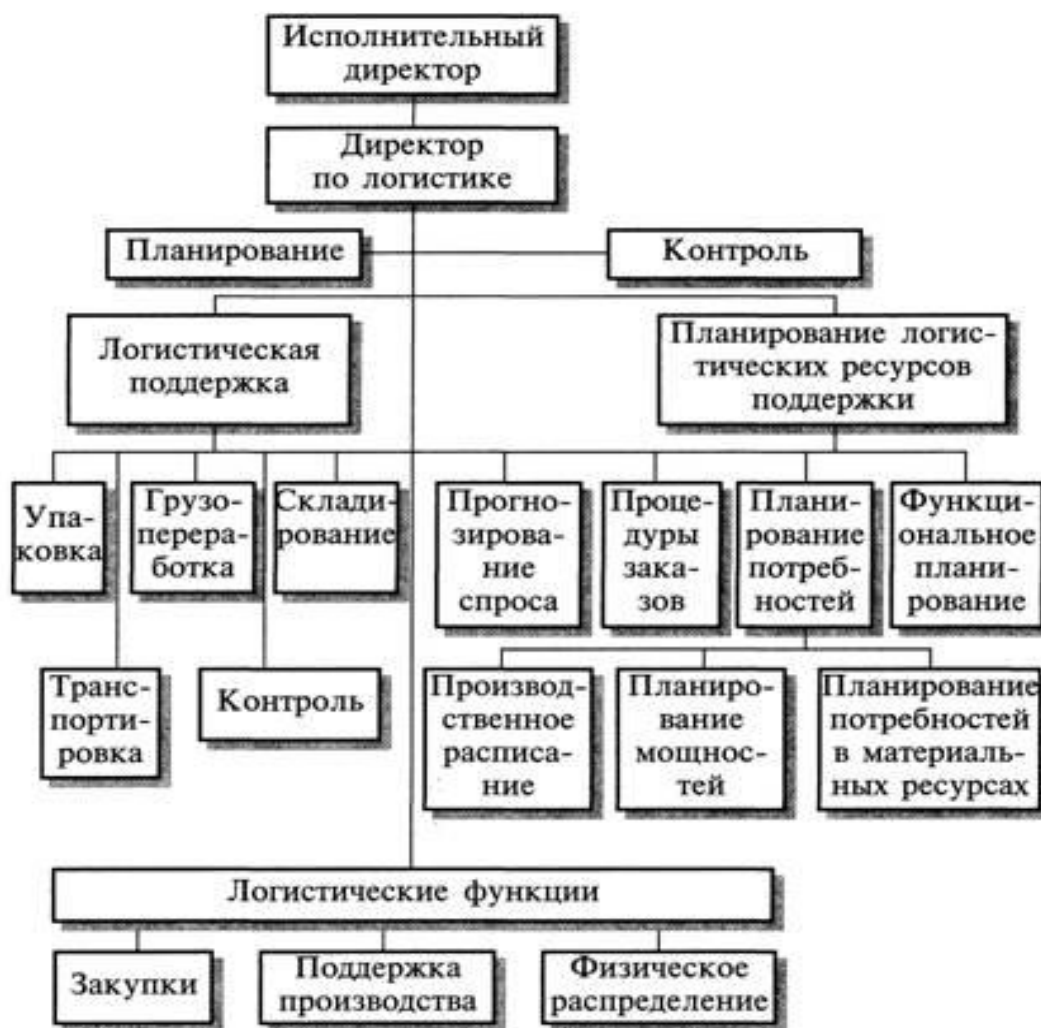 Исполнительный
директор
Директор
по логистике
Планирование
Контроль
Логистическая
поддержка
Планирование логис-
тических ресурсов
поддержки
Упа-
ковка
Грузо-
перера-
ботка
Складй-
рование
Прогно-
зирова-
ние
спроса
Проце-
дуры
зака-
зов
Плани-
рование
потреб-
ностей
Функци-
ональное
плани-
рование
Транс-
порти-
ровка
Контроль
Производ-
ственное
расписа-
ние
Планиро-
вание
мощнос-
тей
Планирование
потребностей
в материаль-
ных ресурсах
Логистические функции
Закупки
Поддержка
производства
Физическое
распределение